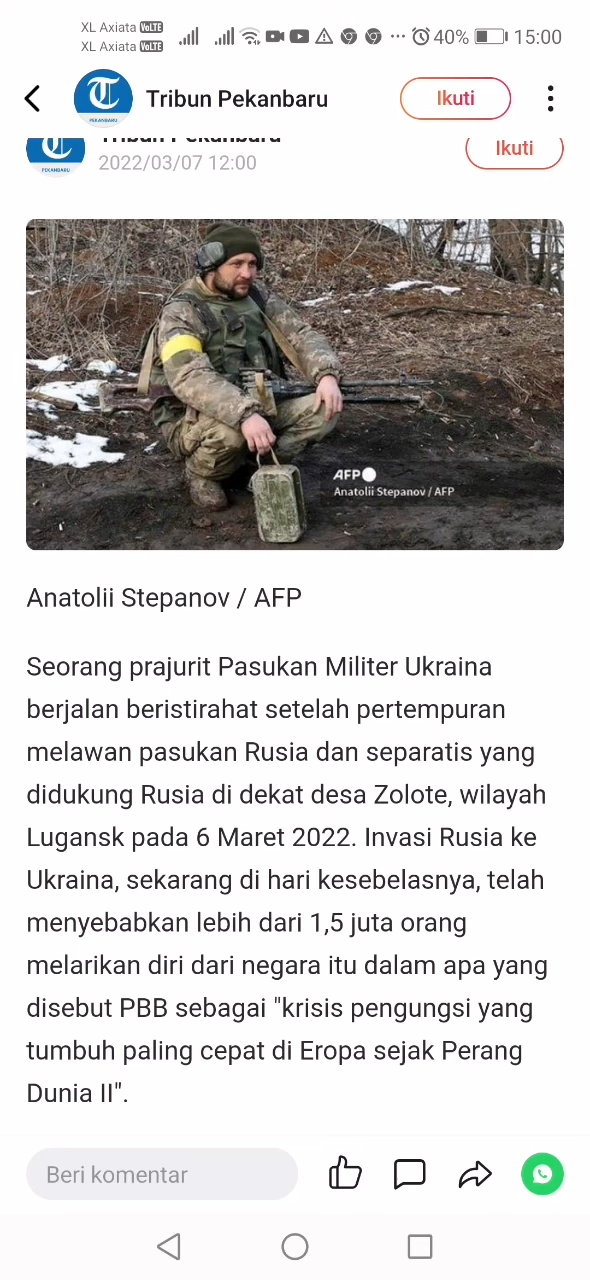 XL Axiata VoLTE
XL Axiata VoLTE
40%
15:00
Tribun Pekanbaru
Ikuti
PEKANBARU
Tribun Pekanbaru
Ikuti
2022/03/07 12:00
PEKANBARU
AFP
Anatolii Stepanov / AFP
Anatolii Stepanov / AFP
Seorang prajurit Pasukan Militer Ukraina
berjalan beristirahat setelah pertempuran
melawan pasukan Rusia dan separatis yang
didukung Rusia di dekat desa Zolote, wilayah
Lugansk pada 6 Maret 2022. Invasi Rusia ke
Ukraina, sekarang di hari kesebelasnya, telah
menyebabkan lebih dari 1,5 juta orang
melarikan diri dari negara itu dalam apa yang
disebut PBB sebagai "krisis pengungsi yang
tumbuh paling cepat di Eropa sejak Perang
Dunia II".
Beri komentar